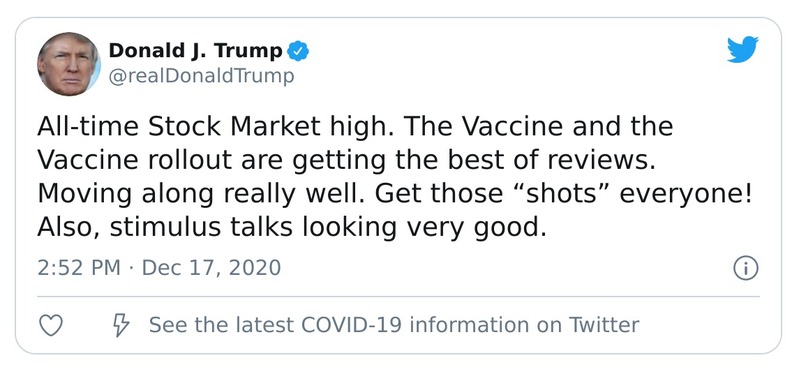 Donald J. Trump
@realDonaldTrump
All-time Stock Market high. The Vaccine and the
Vaccine rollout are getting the best of reviews.
Moving along really well. Get those “shots” everyone!
Also, stimulus talks looking very good.
2:52 PM · Dec 17, 2020
See the latest COVID-19 information on Twitter